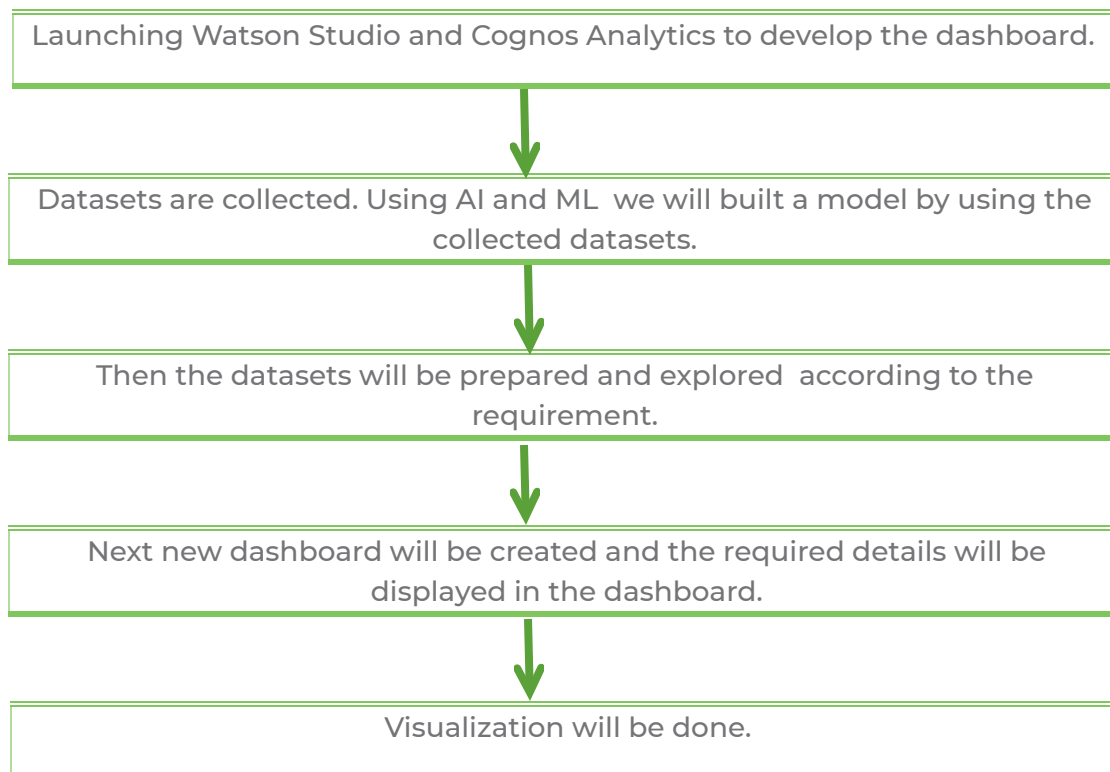 Launching Watson Studio and Cognos Analytics to develop the dashboard.
Datasets are collected. Using AI and ML  we will built a model by using the
collected datasets.
Then the datasets will be prepared and explored  according to the
requirement.
Next new dashboard will be created and the required details will be
displayed in the dashboard.
Visualization will be done.